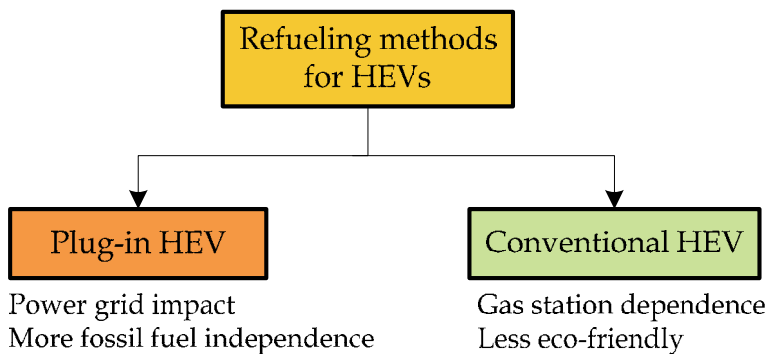 Refueling methods
for HEVs
Plug-in HEV
Conventional HEV
Power grid impact
More fossil fuel independence
Gas station dependence
Less eco-friendly